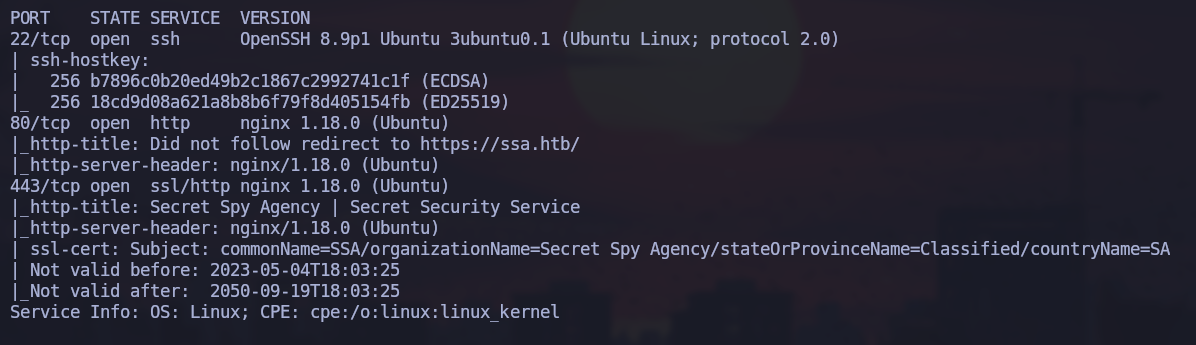 PORT    STATE SERVICE  VERSION
22/tcp  open  ssh      OpenSSH 8.9p1 Ubuntu 3ubuntu0.1 (Ubuntu Linux; protocol 2.0)
| ssh-hostkey:
|   256 b7896c0b20ed49b2c1867c2992741c1f (ECDSA)
|_  256 18cd9d08a621a8b8b6f79f8d405154fb (ED25519)
80/tcp  open  http     nginx 1.18.0 (Ubuntu)
|_http-title: Did not follow redirect to https://ssa.htb/
|_http-server-header: nginx/1.18.0 (Ubuntu)
443/tcp open  ssl/http nginx 1.18.0 (Ubuntu)
|_http-title: Secret Spy Agency | Secret Security Service
|_http-server-header: nginx/1.18.0 (Ubuntu)
| ssl-cert: Subject: commonName=SSA/organizationName=Secret Spy Agency/stateOrProvinceName=Classified/countryName=SA
| Not valid before: 2023-05-04T18:03:25
|_Not valid after:  2050-09-19T18:03:25
Service Info: OS: Linux; CPE: cpe:/o:linux:linux_kernel